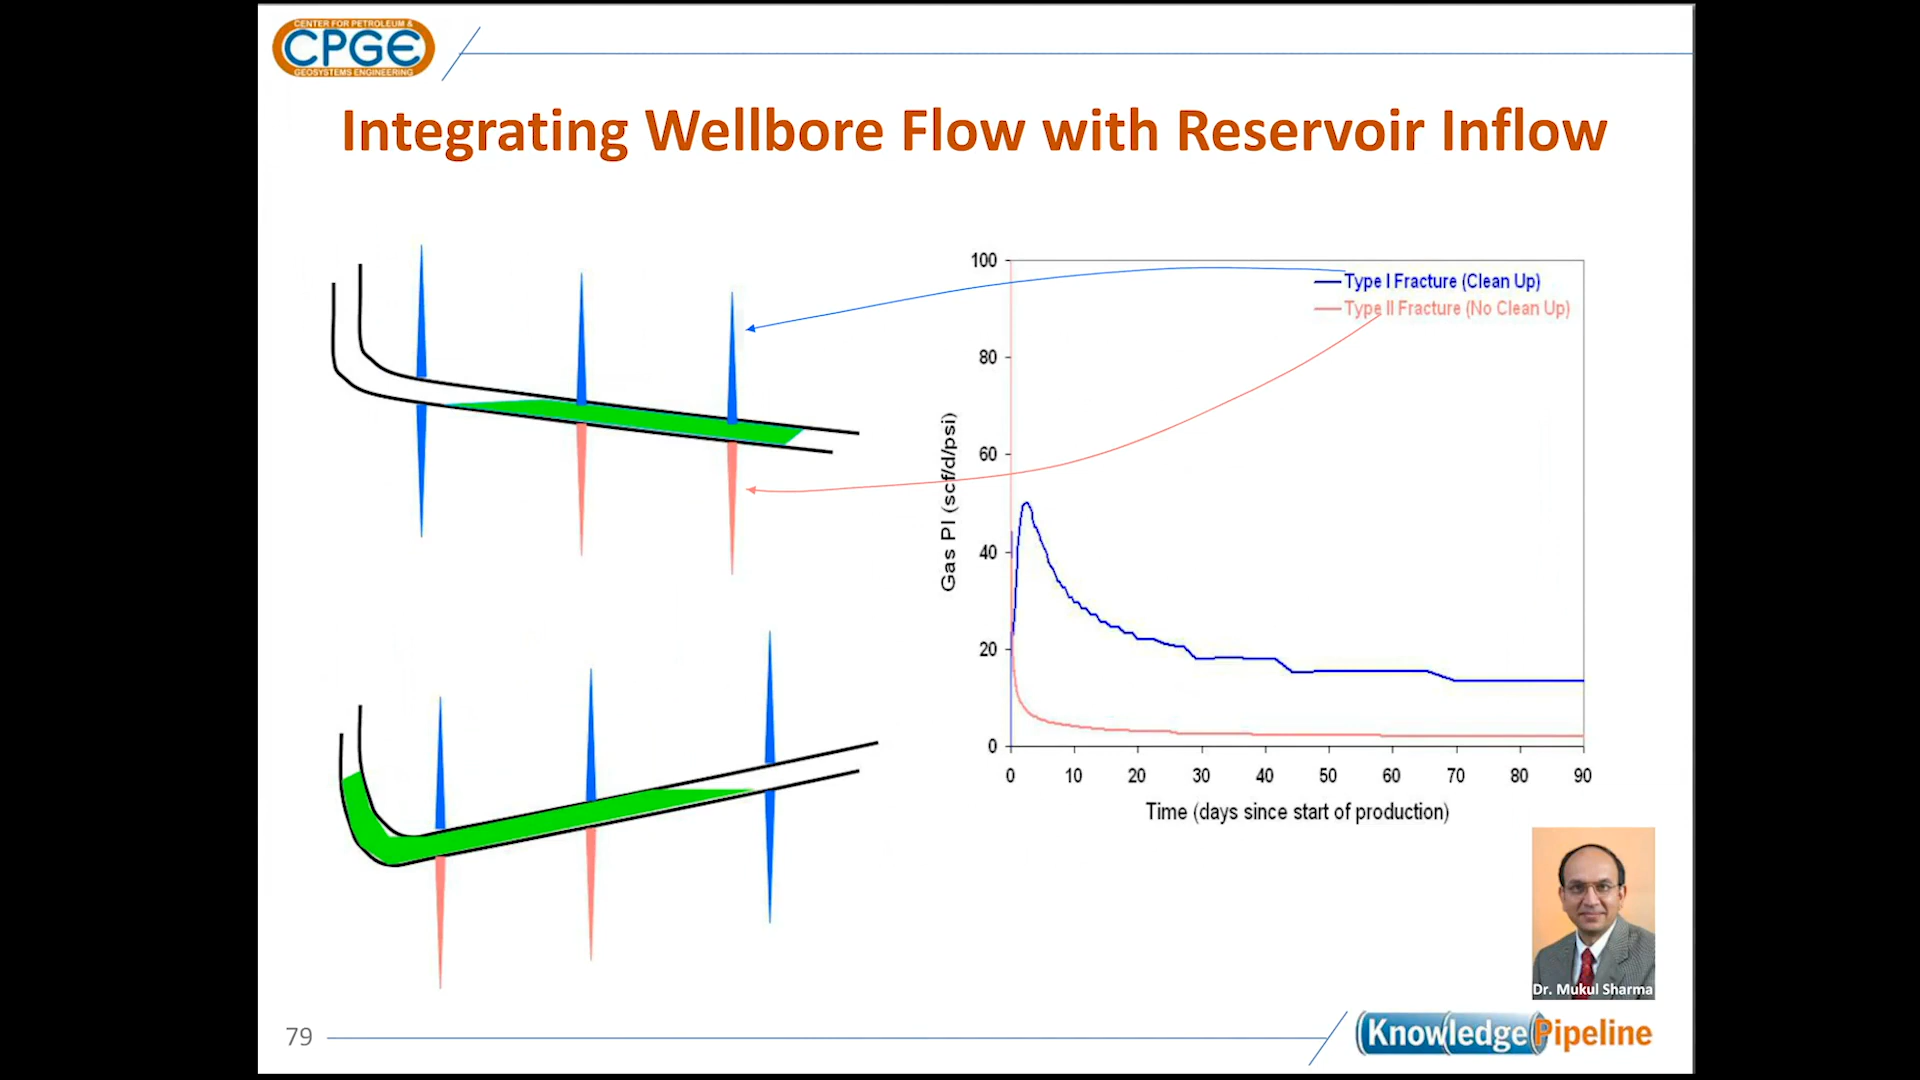 CENTER FOR PETROLEUM &
CPGE
GEOSYSTEMS ENGINEERING
Integrating Wellbore Flow with Reservoir Inflow
Type I Fracture (Clean Up)
Type II Fracture (No Clean Up)
Gas PI (scf/d/psi)
100
80
60
40
20
0
0 10 20 30 40 50 60 70 80 90
Time (days since start of production)
Dr. Mukul Sharma
79
Knowledge Pipeline